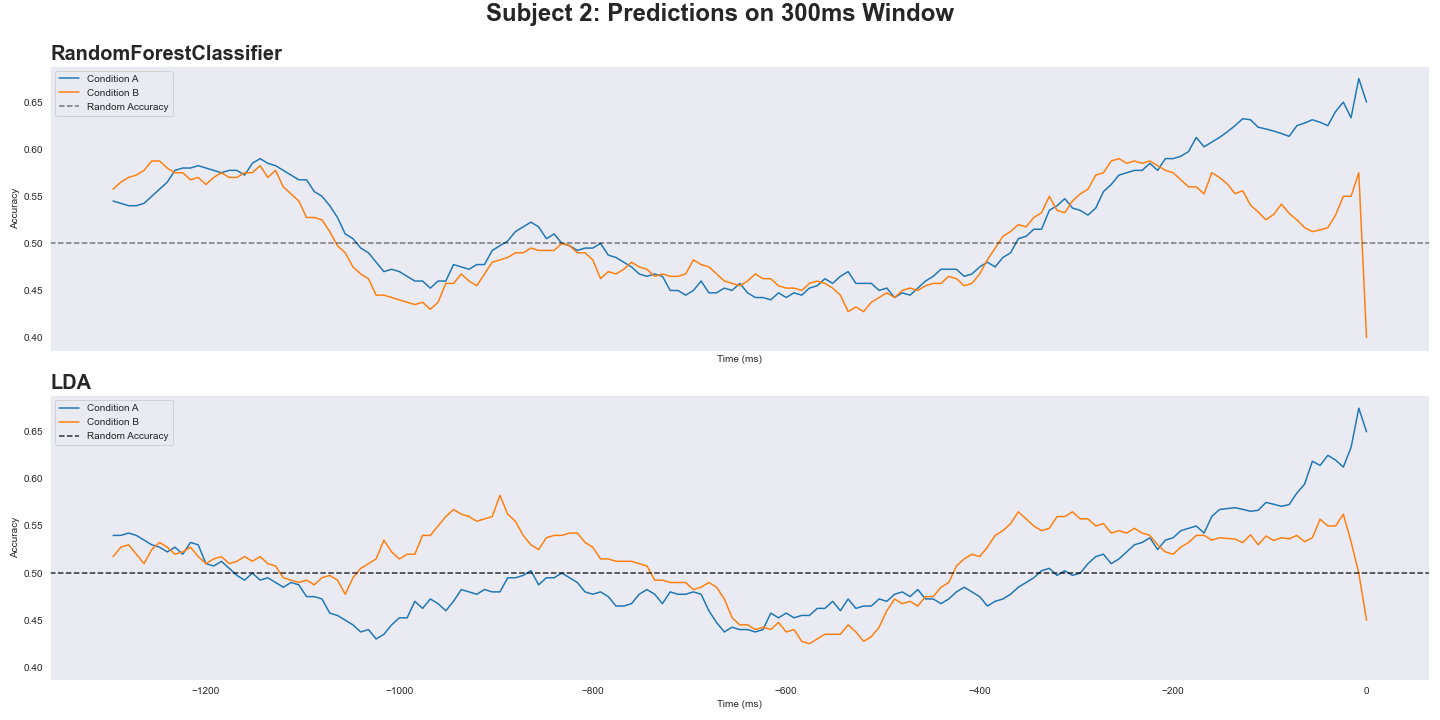 Subject 2: Predictions on 300ms Window
RandomForestClassifier
Condition A
Condition B
Random Accuracy
0.65
0.60
0.55
0.50
0.45
0.40
Accuracy
Time (ms)
LDA
Condition A
Condition B
Random Accuracy
0.65
0.60
0.55
0.50
0.45
0.40
Accuracy
−1200 −1000 −800 −600 −400 −200 0
Time (ms)